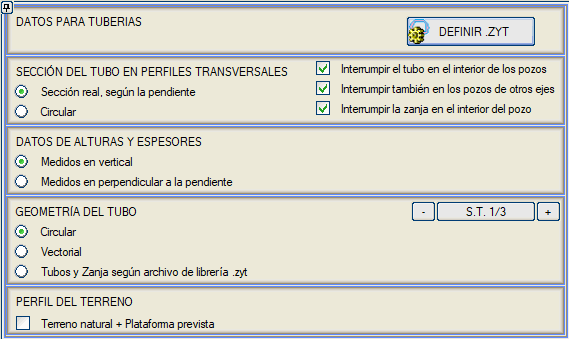 DATOS PARA TUBERIAS
DEFINIR .ZYT
SECCIÓN DEL TUBO EN PERFILES TRANSVERSALES
Sección real, según la pendiente
Circular
Interrumpir el tubo en el interior de los pozos
Interrumpir también en los pozos de otros ejes
Interrumpir la zanja en el interior del pozo
DATOS DE ALTURAS Y ESPESORES
Medidos en vertical
Medidos en perpendicular a la pendiente
GEOMETRÍA DEL TUBO
- S.T. 1/3 +
Circular
Vectorial
Tubos y Zanja según archivo de librería .zyt
PERFIL DEL TERRENO
Terreno natural + Plataforma prevista